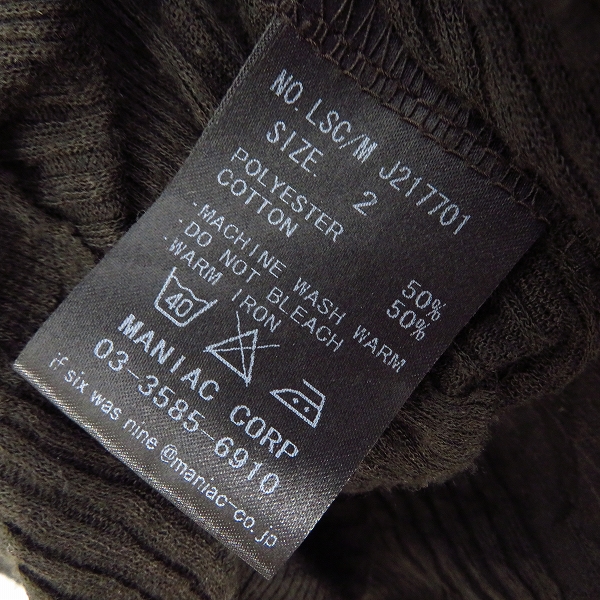 NO. LSC/M J217701
SIZE. 2
POLYESTER 50%
COTTON 50%
・MACHINE WASH WARM
・DO NOT BLEACH
・WARM IRON
40
MANIAC CORP
03-3585-6910
if six was nine @maniac-co.jp